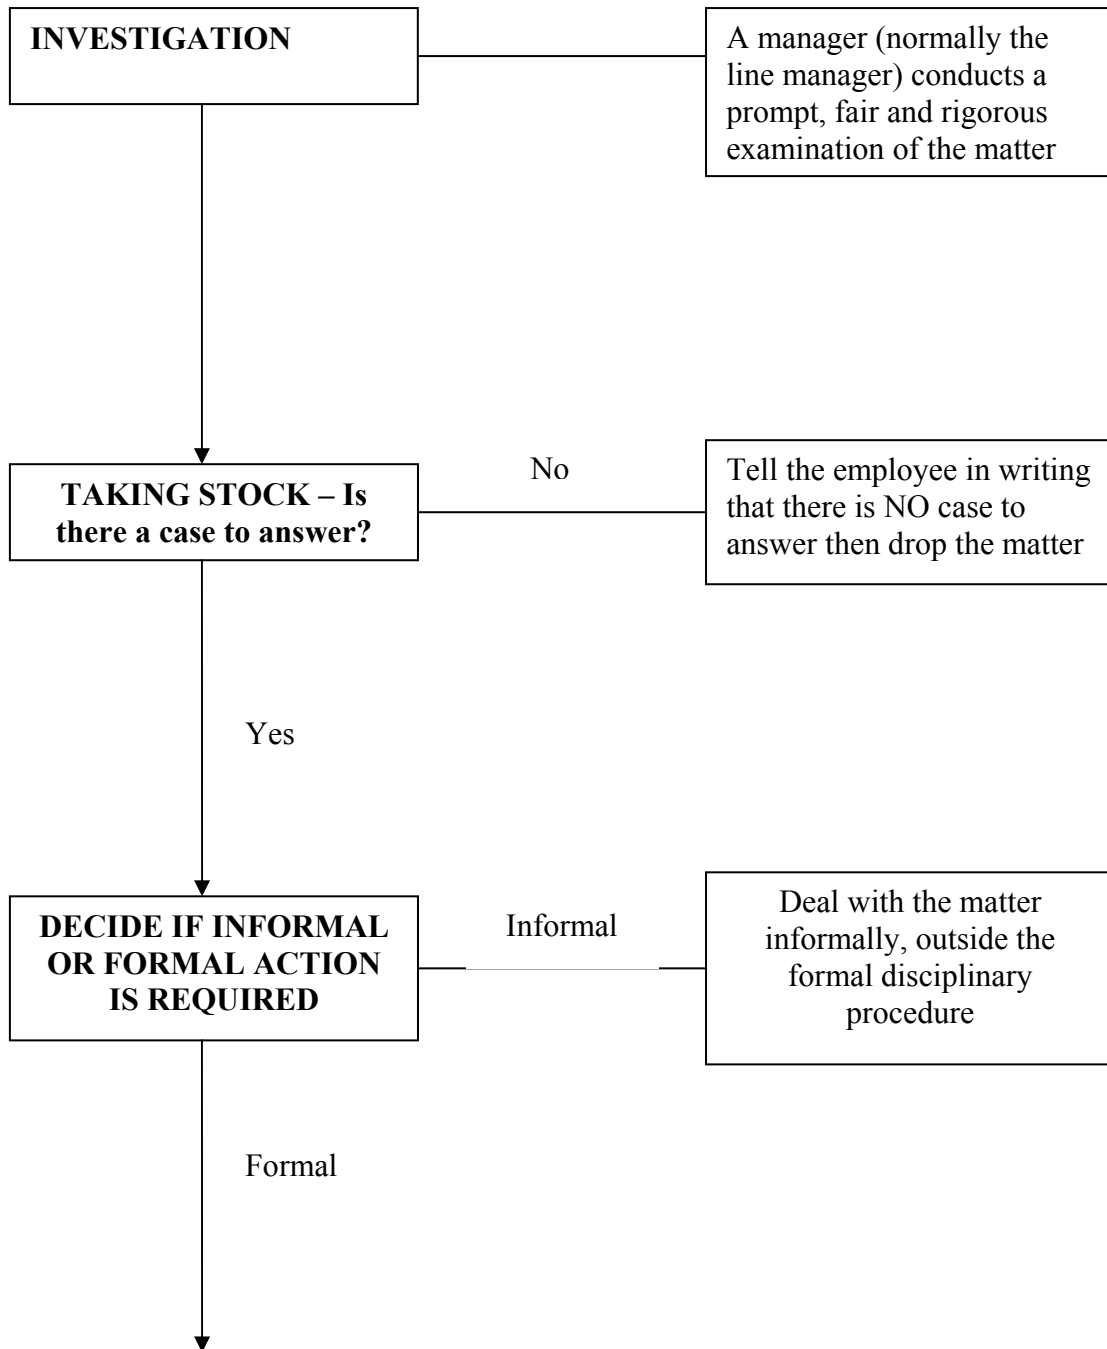 INVESTIGATION
A manager (normally the
line manager) conducts a
prompt, fair and rigorous
examination of the matter
TAKING STOCK – Is
there a case to answer?
No
Tell the employee in writing
that there is NO case to
answer then drop the matter
Yes
DECIDE IF INFORMAL
OR FORMAL ACTION
IS REQUIRED
Informal
Deal with the matter
informally, outside the
formal disciplinary
procedure
Formal